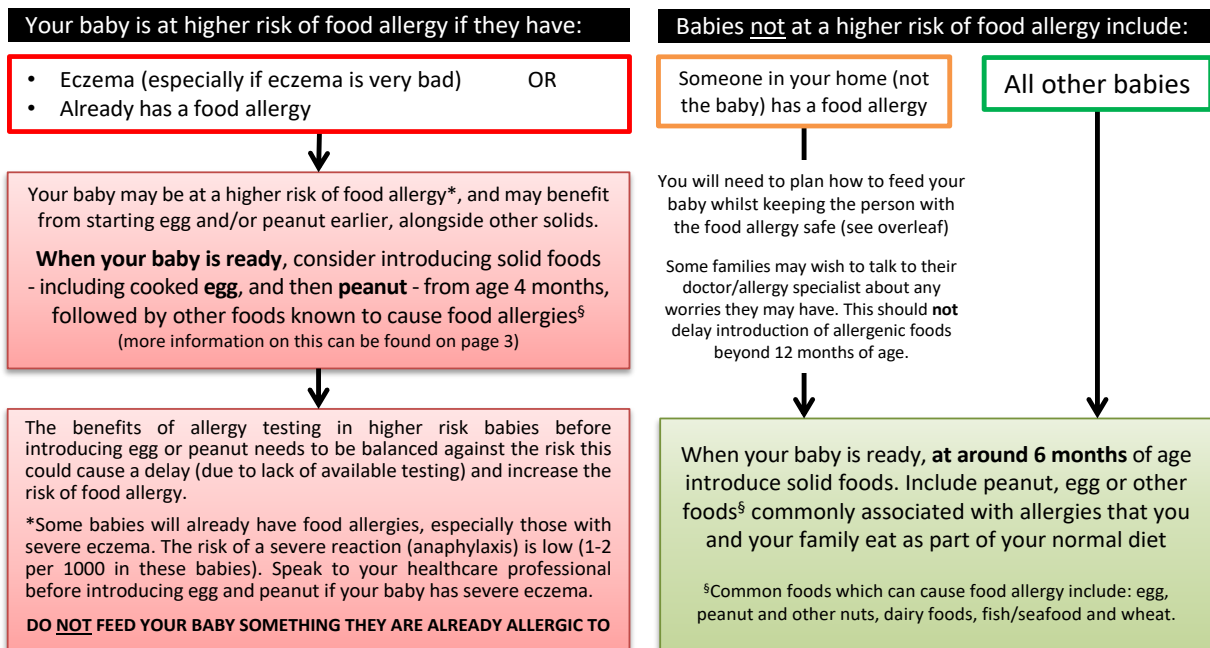 Your baby is at higher risk of food allergy if they have:
• Eczema (especially if eczema is very bad) OR
• Already has a food allergy
Your baby may be at a higher risk of food allergy*, and may benefit
from starting egg and/or peanut earlier, alongside other solids.
When your baby is ready, consider introducing solid foods
- including cooked egg, and then peanut - from age 4 months,
followed by other foods known to cause food allergies§
(more information on this can be found on page 3)
The benefits of allergy testing in higher risk babies before
introducing egg or peanut needs to be balanced against the risk this
could cause a delay (due to lack of available testing) and increase the
risk of food allergy.
*Some babies will already have food allergies, especially those with
severe eczema. The risk of a severe reaction (anaphylaxis) is low (1-2
per 1000 in these babies). Speak to your healthcare professional
before introducing egg and peanut if your baby has severe eczema.
DO NOT FEED YOUR BABY SOMETHING THEY ARE ALREADY ALLERGIC TO
Babies not at a higher risk of food allergy include:
Someone in your home (not
the baby) has a food allergy
All other babies
You will need to plan how to feed your
baby whilst keeping the person with
the food allergy safe (see overleaf)
Some families may wish to talk to their
doctor/allergy specialist about any
worries they may have. This should not
delay introduction of allergenic foods
beyond 12 months of age.
When your baby is ready, at around 6 months of age
introduce solid foods. Include peanut, egg or other
foods§ commonly associated with allergies that you
and your family eat as part of your normal diet
§Common foods which can cause food allergy include: egg,
peanut and other nuts, dairy foods, fish/seafood and wheat.